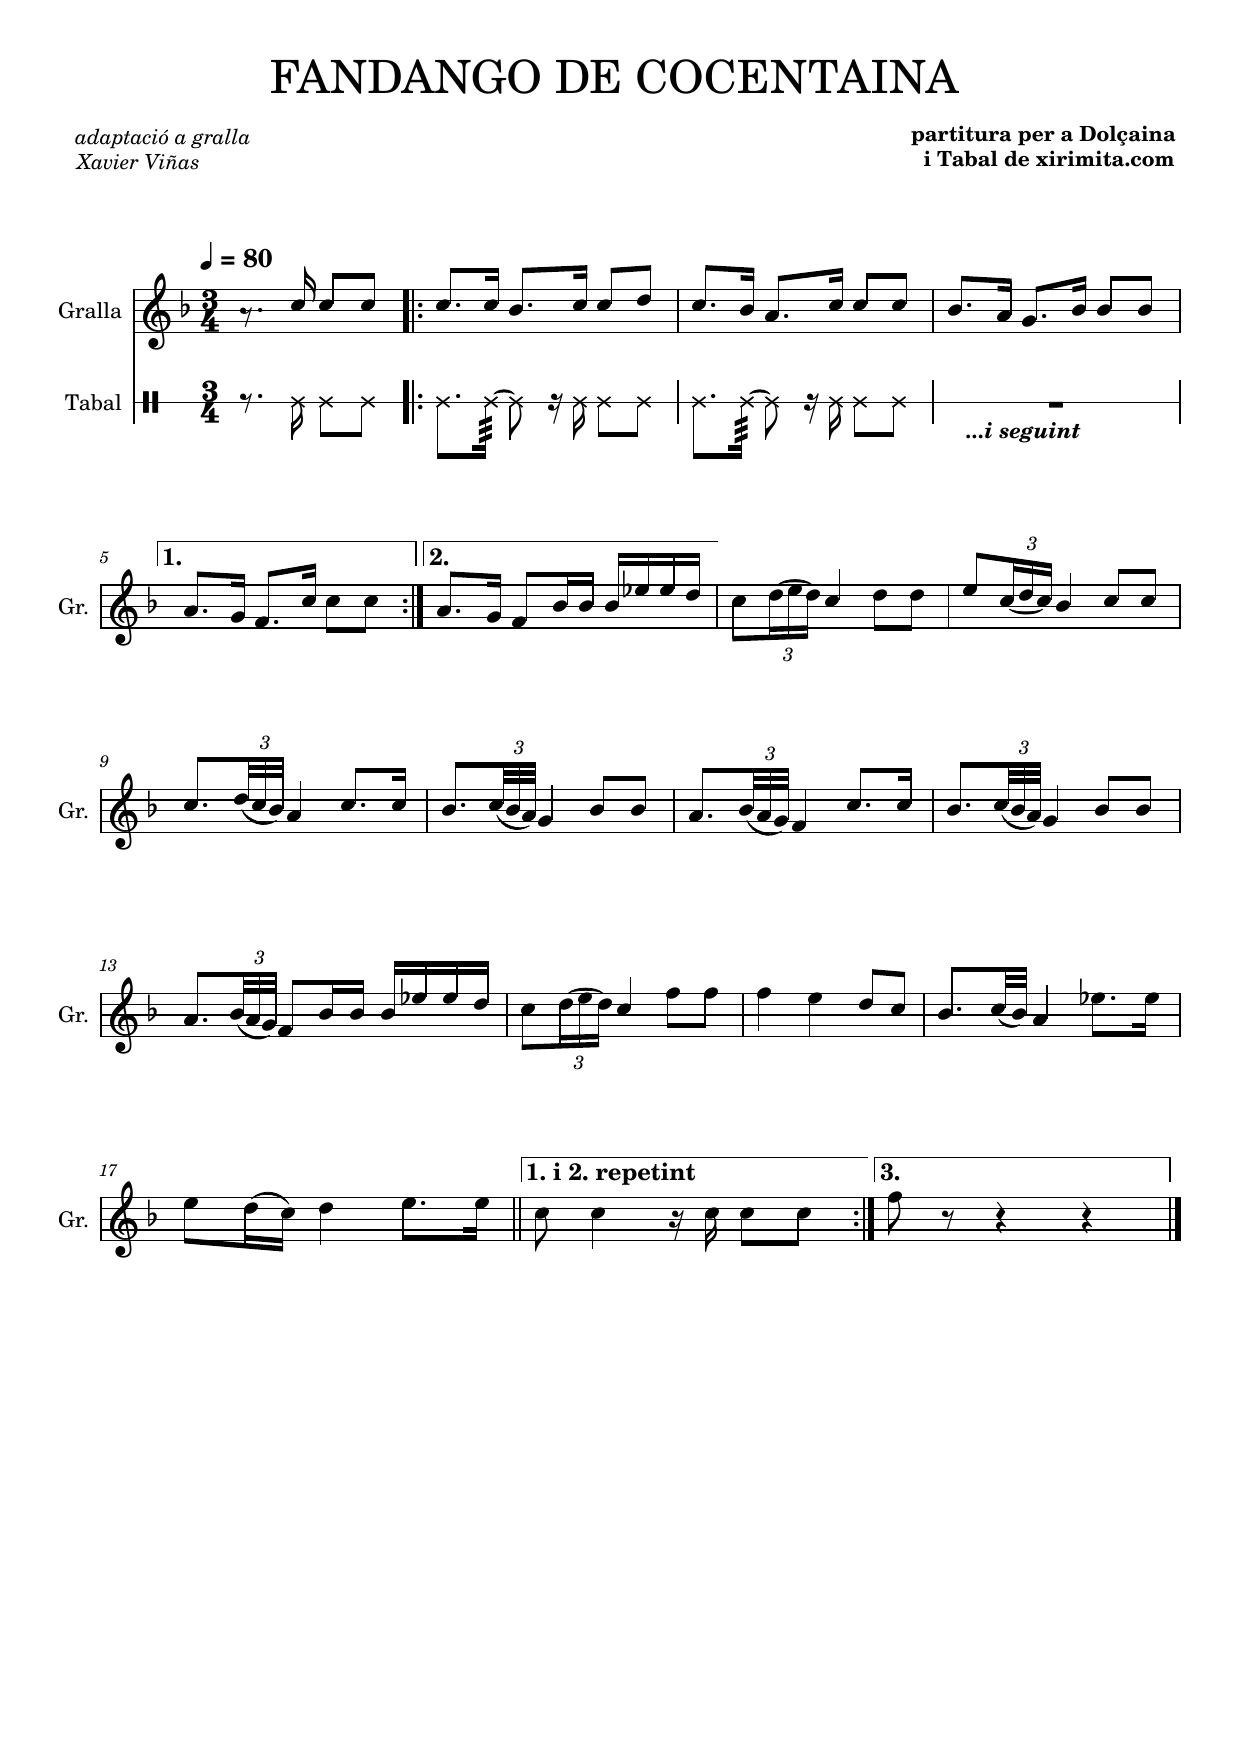 FANDANGO DE COCENTAINA
adaptació a gralla
Xavier Viñas
partitura per a Dolçaina
i Tabal de xirimita.com
= 80
Gralla
3
4
Tabal
3
4
...i seguint
5
1.
2.
3
Gr.
3
9
3
3
3
3
Gr.
13
3
Gr.
3
17
1. i 2. repetint
3.
Gr.